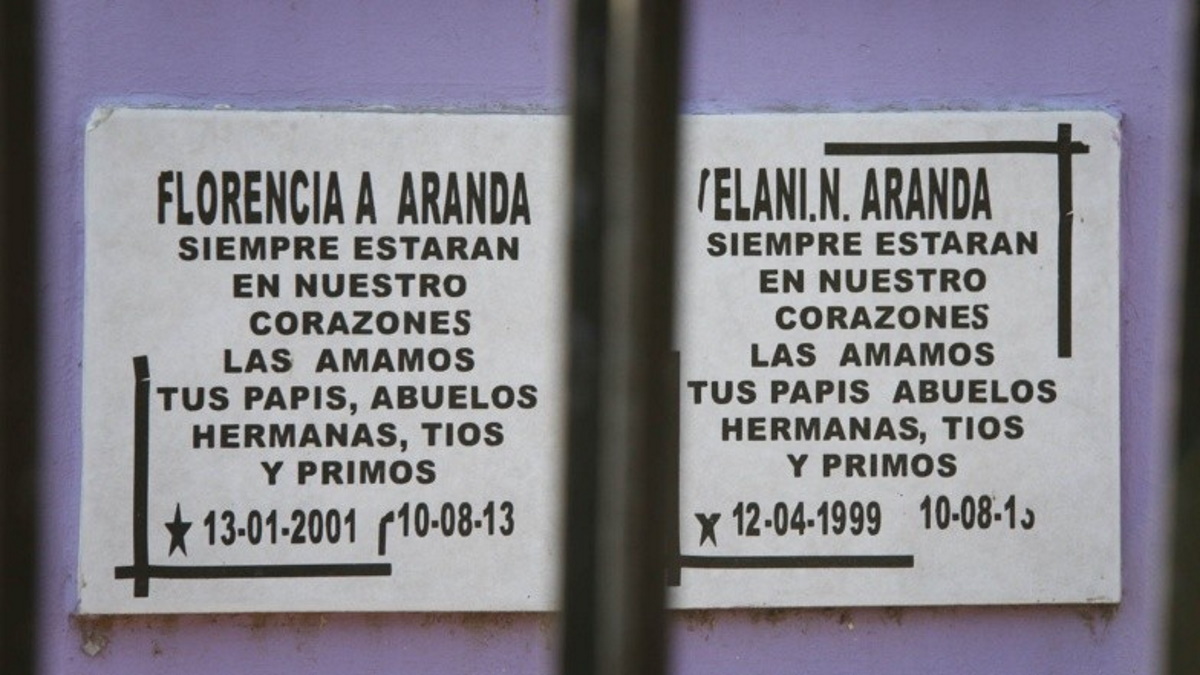 FLORENCIA A ARANDA
SIEMPRE ESTARAN
EN NUESTRO
CORAZONES
LAS AMAMOS
TUS PAPIS, ABUELOS
HERMANAS, TIOS
Y PRIMOS
13-01-2001 10-08-13
N. ARANDA
SIEMPRE ESTARAN
EN NUESTRO
CORAZONES
LAS AMAMOS
TUS PAPIS ABUELOS
HERMANAS, TIOS
Y PRIMOS
12-04-1999